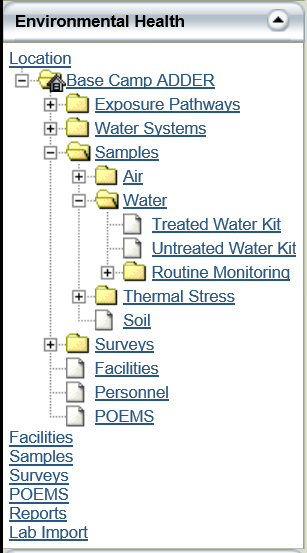 Environmental Health
Location
Base Camp ADDER
Exposure Pathways
Water Systems
Samples
Air
Water
Treated Water Kit
Untreated Water Kit
Routine Monitoring
Thermal Stress
Soil
Surveys
Facilities
Personnel
POEMS
Facilities
Samples
Surveys
POEMS
Reports
Lab Import